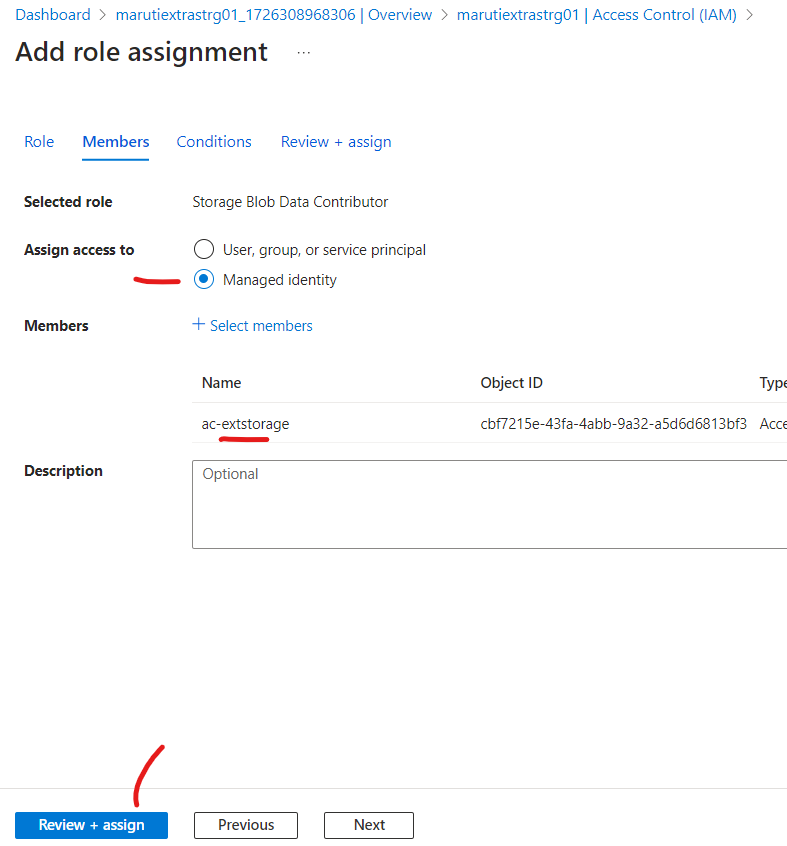 Dashboard > marutiextrastrg01_1726308968306 | Overview > marutiextrastrg01 | Access Control (IAM) >
Add role assignment ...
Role Members Conditions Review + assign
Selected role Storage Blob Data Contributor
Assign access to User, group, or service principal
Managed identity
Members + Select members
Name Object ID Type
ac-extstorage cbf7215e-43fa-4abb-9a32-a5d6d6813bf3 Acce
Description Optional
Review + assign Previous Next